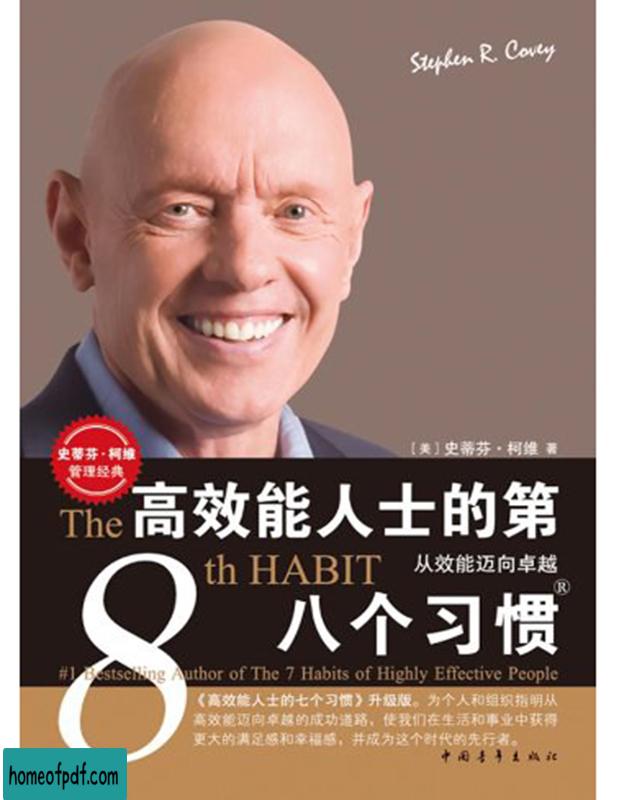 Stephen R. Covey
[美] 史蒂芬·柯维 著
史蒂芬·柯维
管理经典
The 高效能人士的第
8 th HABIT 从效能迈向卓越
八个习惯®
#1 Bestselling Author of The 7 Habits of Highly Effective People
《高效能人士的七个习惯》升级版。为个人和组织指明从
高效能迈向卓越的成功道路，使我们在生活和事业中获得
更大的满足感和幸福感，并成为这个时代的先行者。
中国青年出版社
homeofpdf.com